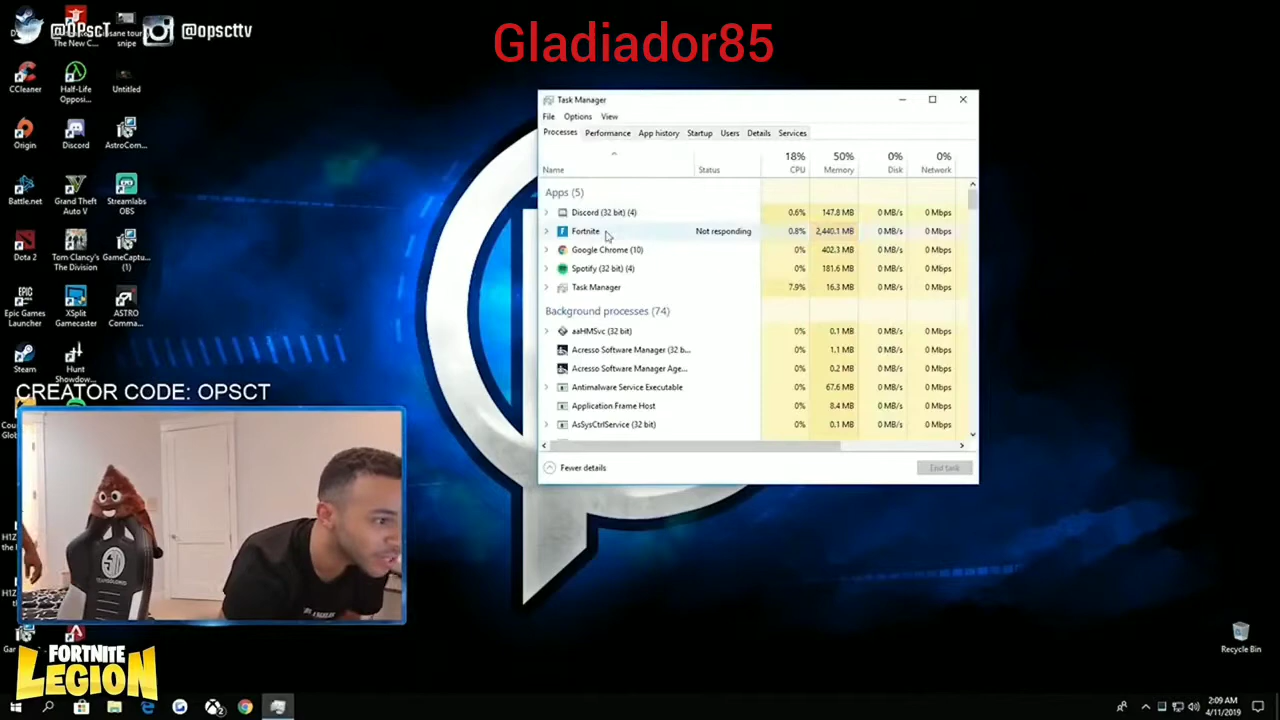 Gladiador85
@OPscT
@opscttv
The New C...
snipe
CCleaner
Half-Life
Opposi...
Untitled
Origin
Discord
AstroCom...
Battle.net
Grand Theft
Auto V
Streamlabs
OBS
Dota 2
Tom Clancy's
The Division
GameCaptu...
(1)
Epic Games
Launcher
XSplit
Gamecaster
ASTRO
Comma...
Steam
Hunt
Showdow...
CREATOR CODE: OPSCT
Task Manager
File Options View
Processes Performance App history Startup Users Details Services
18% 50% 0% 0%
Name Status CPU Memory Disk Network
Apps (5)
Discord (32 bit) (4) 0.6% 147.8 MB 0 MB/s 0 Mbps
Fortnite Not responding 0.8% 2,440.1 MB 0 MB/s 0 Mbps
Google Chrome (10) 0% 402.3 MB 0 MB/s 0 Mbps
Spotify (32 bit) (4) 0% 181.6 MB 0 MB/s 0 Mbps
Task Manager 7.9% 16.3 MB 0 MB/s 0 Mbps
Background processes (74)
aaHMSvc (32 bit) 0% 0.1 MB 0 MB/s 0 Mbps
Acresso Software Manager (32 b... 0% 1.1 MB 0 MB/s 0 Mbps
Acresso Software Manager Age... 0% 0.2 MB 0 MB/s 0 Mbps
Antimalware Service Executable 0% 67.6 MB 0 MB/s 0 Mbps
Application Frame Host 0% 8.4 MB 0 MB/s 0 Mbps
AsSysCtrlService (32 bit) 0% 0.1 MB 0 MB/s 0 Mbps
Fewer details End task
FORTNITE
LEGION
Recycle Bin
2:09 AM
4/11/2019